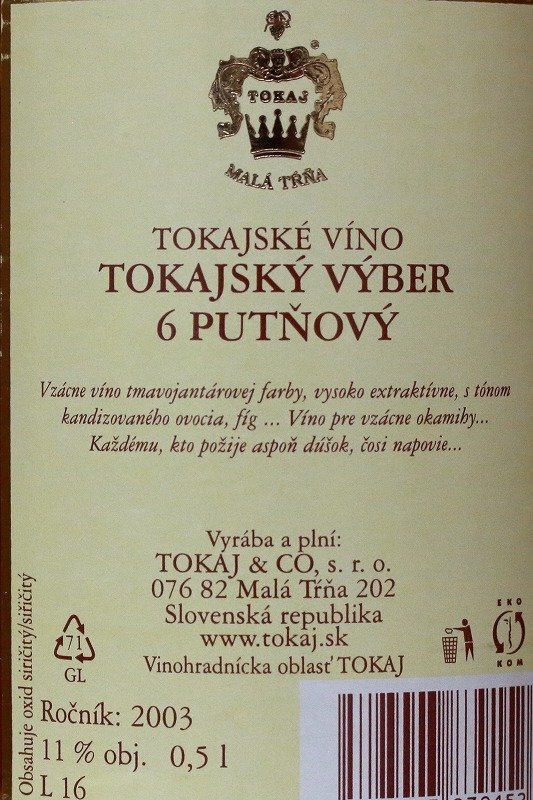 TOKAJ
MALÁ TŔŇA
TOKAJSKÉ VÍNO
TOKAJSKÝ VÝBER
6 PUTŇOVÝ
Vzácne víno tmavojantárovej farby, vysoko extraktívne, s tónom
kandizovaného ovocia, fíg ... Víno pre vzácne okamihy...
Každému, kto požije aspoň dúšok, čosi napovie...
Vyrába a plní:
TOKAJ & CO, s. r. o.
076 82 Malá Tŕňa 202
Slovenská republika
www.tokaj.sk
Vinohradnícka oblasť TOKAJ
71
GL
EKO
KOM
Obsahuje oxid siričitý/siřičitý
Ročník: 2003
11 % obj. 0,5 l
L 16